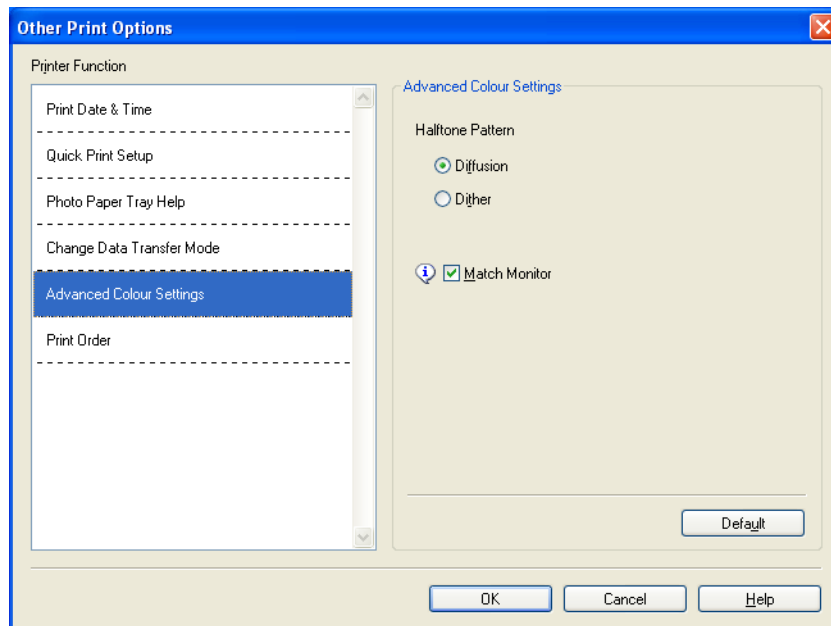 Other Print Options
Printer Function
Print Date & Time
Quick Print Setup
Photo Paper Tray Help
Change Data Transfer Mode
Advanced Colour Settings
Print Order
Advanced Colour Settings
Halftone Pattern
Diffusion
Dither
Match Monitor
Default
OK Cancel Help